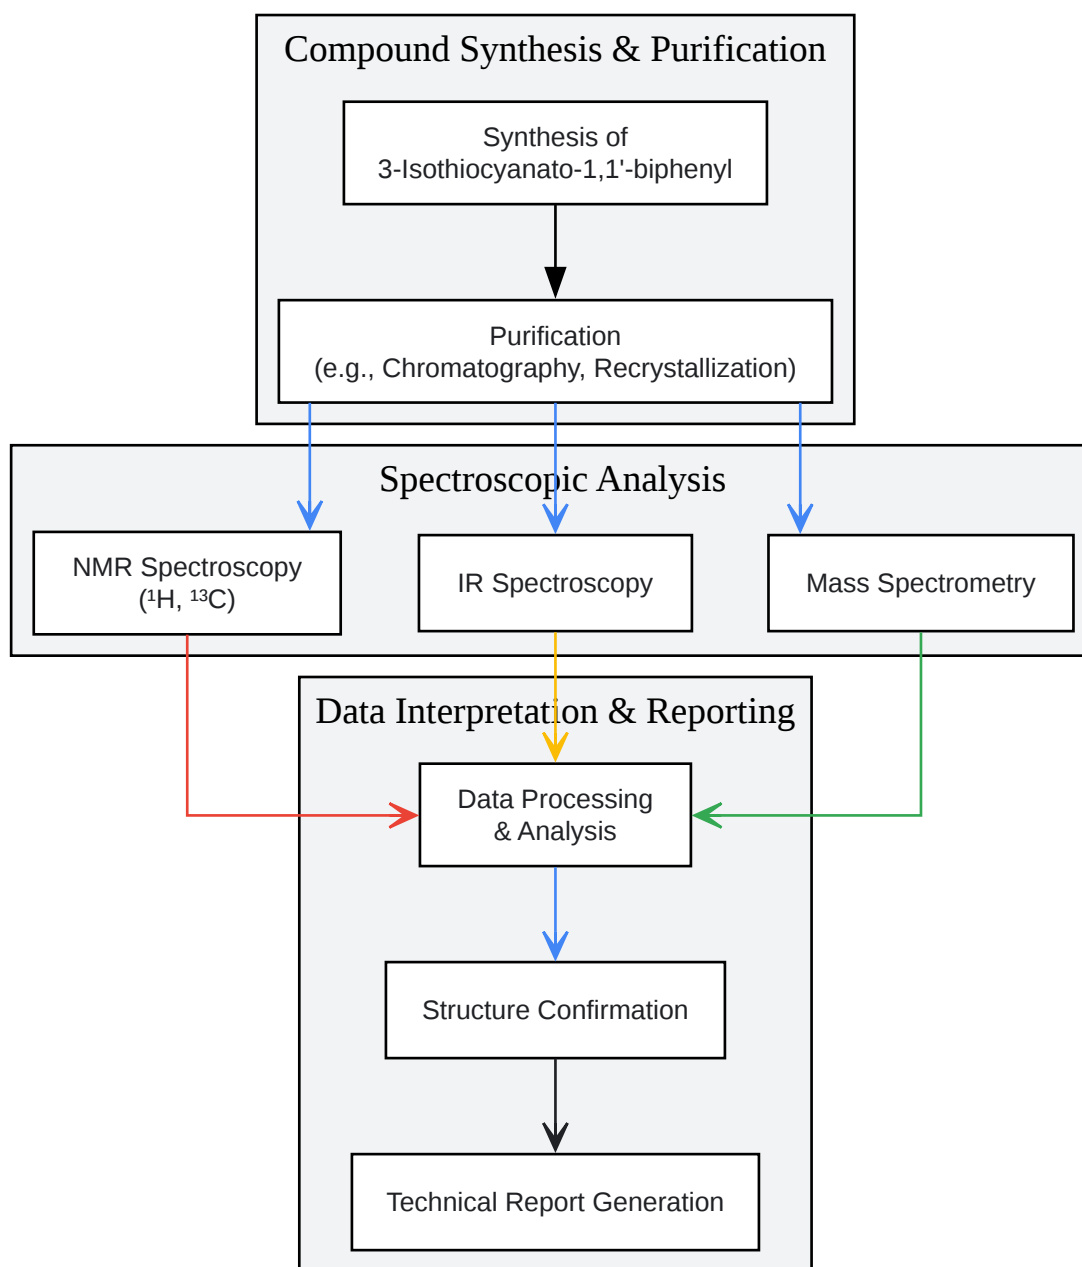 Compound Synthesis & Purification
Synthesis of
3-Isothiocyanato-1,1'-biphenyl
Purification
(e.g., Chromatography, Recrystallization)
Spectroscopic Analysis
NMR Spectroscopy
(¹H, ¹³C)
IR Spectroscopy
Mass Spectrometry
Data Interpretation & Reporting
Data Processing
& Analysis
Structure Confirmation
Technical Report Generation